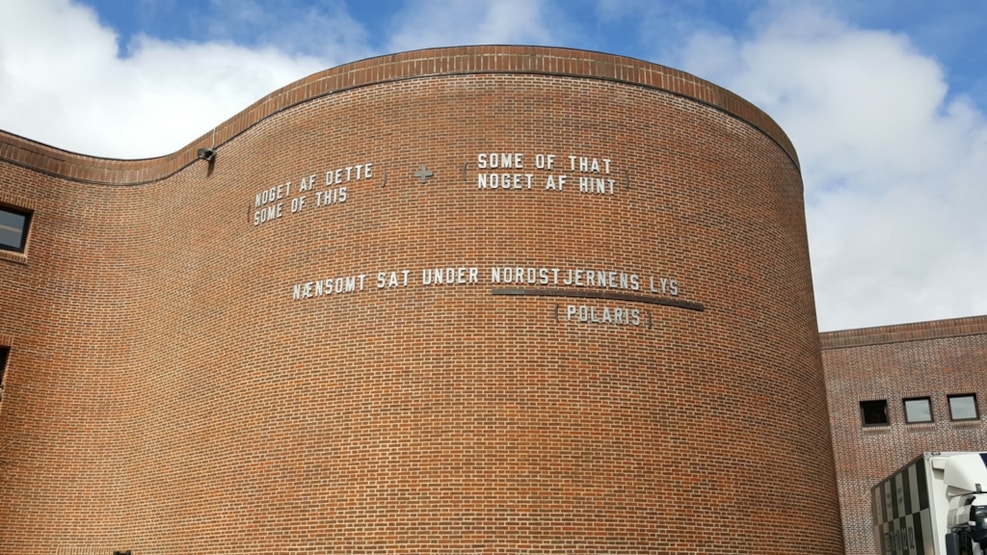 (NOGET AF DETTE)
(SOME OF THIS)
+
(SOME OF THAT)
(NOGET AF HINT)
NÆNSOMT SAT UNDER NORDSTJERNENS LYS
(POLARIS)